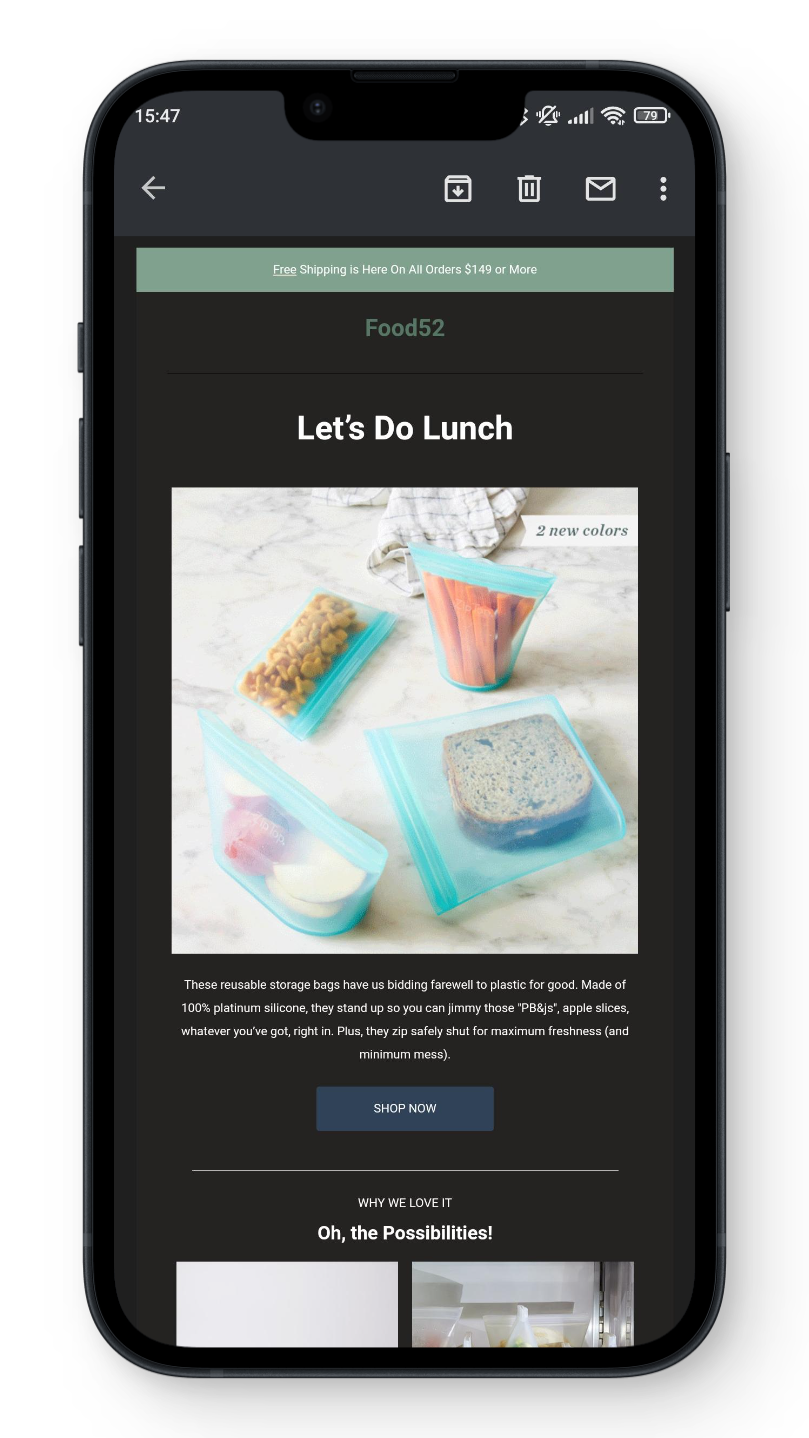 15:47
79
Free Shipping is Here On All Orders $149 or More
Food52
Let’s Do Lunch
2 new colors
These reusable storage bags have us bidding farewell to plastic for good. Made of
100% platinum silicone, they stand up so you can jimmy those "PB&js", apple slices,
whatever you’ve got, right in. Plus, they zip safely shut for maximum freshness (and
minimum mess).
SHOP NOW
WHY WE LOVE IT
Oh, the Possibilities!